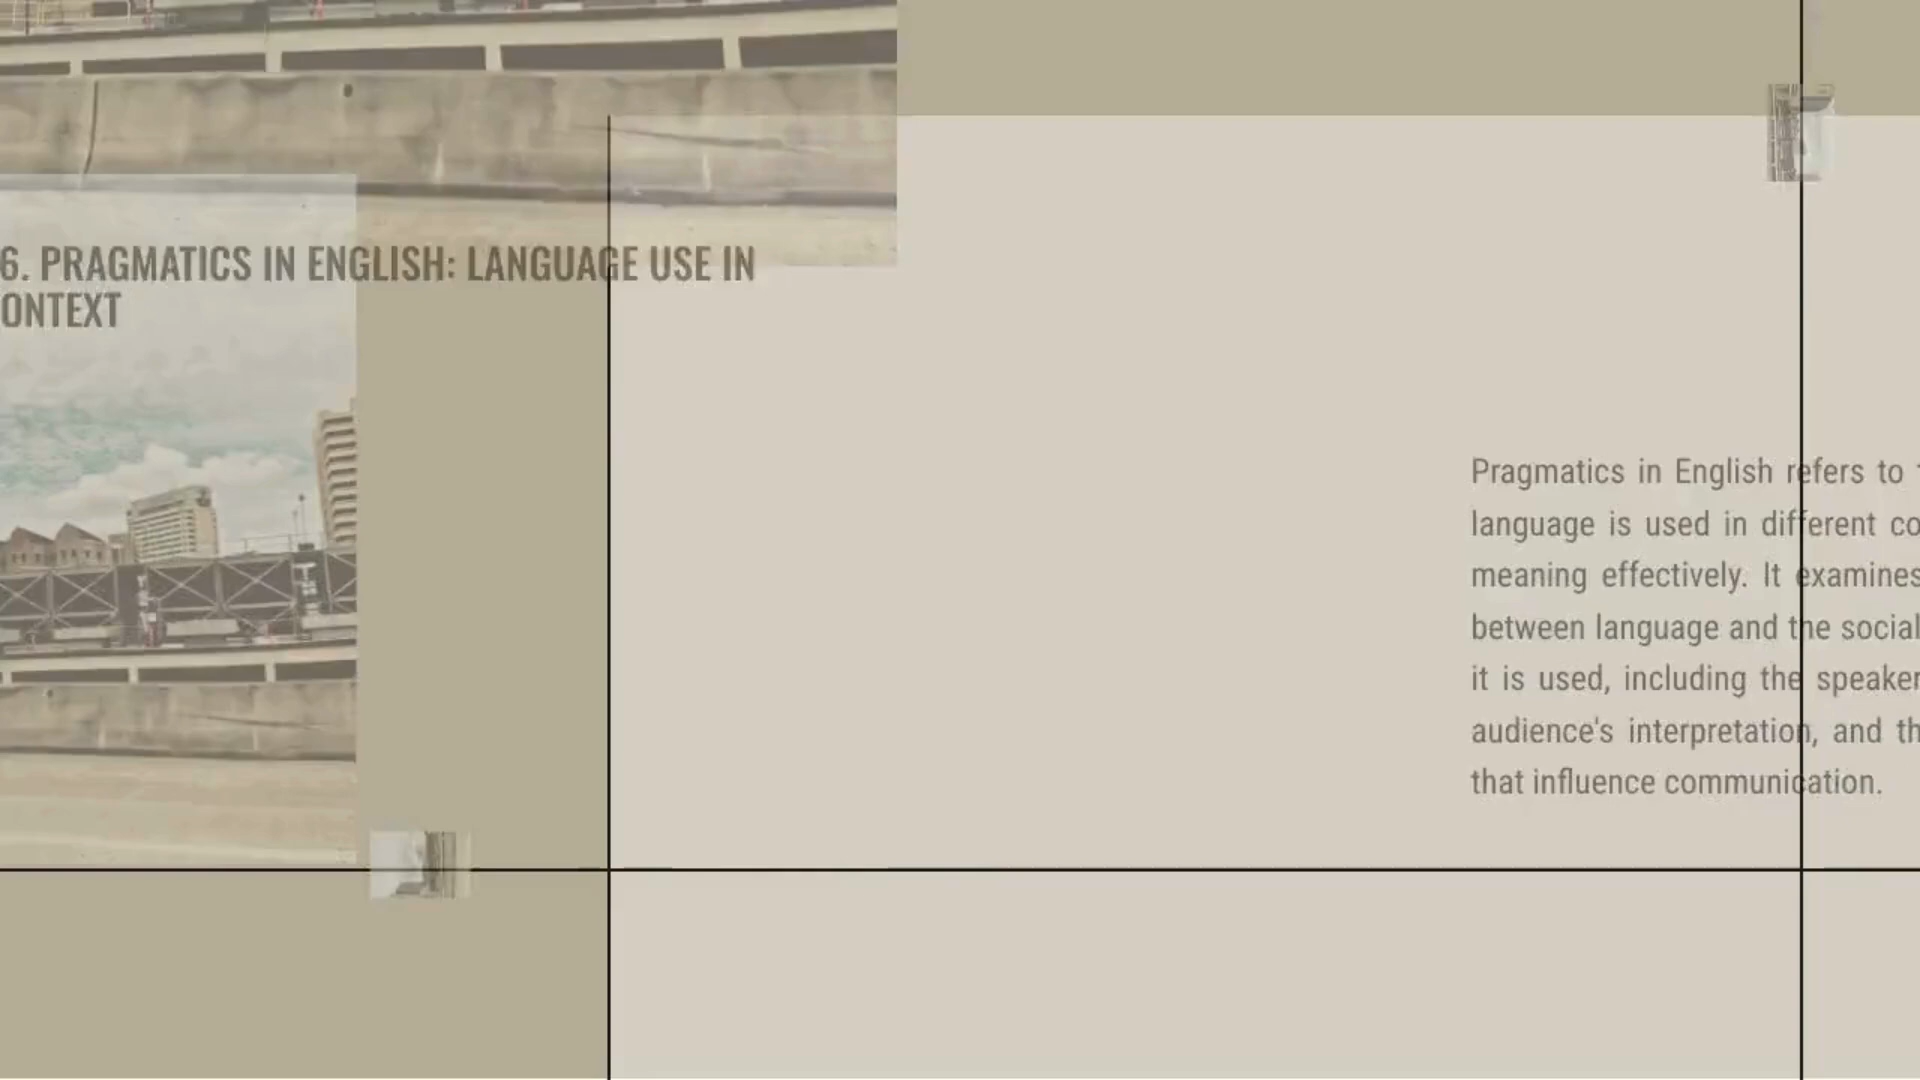 6. PRAGMATICS IN ENGLISH: LANGUAGE USE IN
ONTEXT
Pragmatics in English refers to
language is used in different co
meaning effectively. It examines
between language and the social
it is used, including the speaker
audience's interpretation, and th
that influence communication.